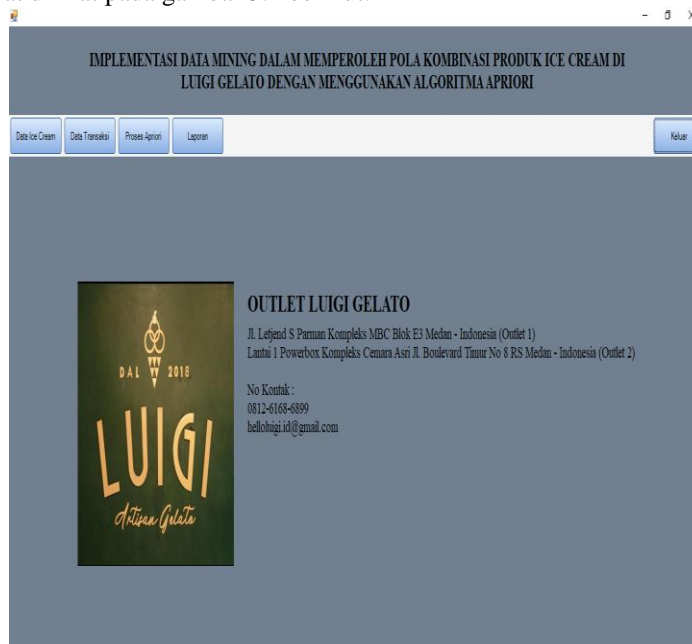 IMPLEMENTASI DATA MINING DALAM MEMPEROLEH POLA KOMBINASI PRODUK ICE CREAM DI
LUIGI GELATO DENGAN MENGGUNAKAN ALGORITMA APRIORI
Data Ice Cream Data Transaksi Proses Apriori Laporan Keluar
OUTLET LUIGI GELATO
Jl. Letjend S Parman Kompleks MBC Blok E3 Medan - Indonesia (Outlet 1)
Lantai 1 Powerbox Kompleks Cemara Asri Jl. Boulevard Timur No 8 RS Medan - Indonesia (Outlet 2)
No Kontak :
0812-6168-6899
helloluigi.id@gmail.com
DAL 2018
LUIGI
Artisan Gelato